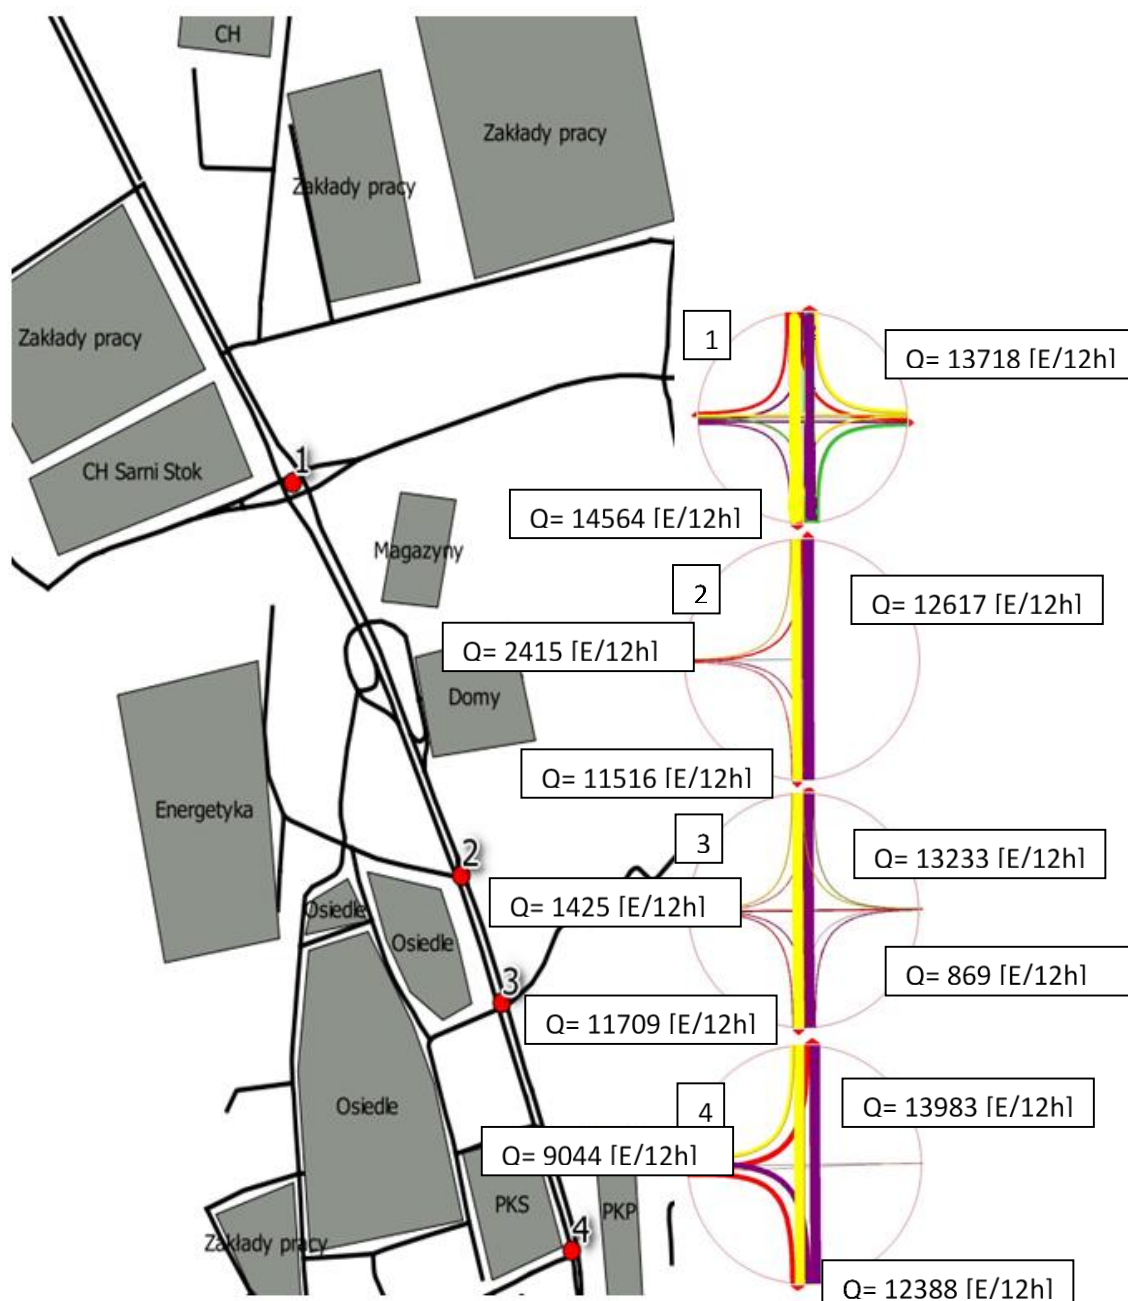 CH
Zakłady pracy
Zakłady pracy
Zakłady pracy
1
Q= 13718 [E/12h]
CH Sarni Stok
1
Q= 14564 [E/12h]
Magazyny
2
Q= 12617 [E/12h]
Q= 2415 [E/12h]
Domy
Q= 11516 [E/12h]
Energetyka
3
2
Q= 13233 [E/12h]
Q= 1425 [E/12h]
Osiedle
Osiedle
Q= 869 [E/12h]
3
Q= 11709 [E/12h]
Osiedle
4
Q= 13983 [E/12h]
Q= 9044 [E/12h]
PKS
PKP
4
Zakłady pracy
Q= 12388 [E/12h]